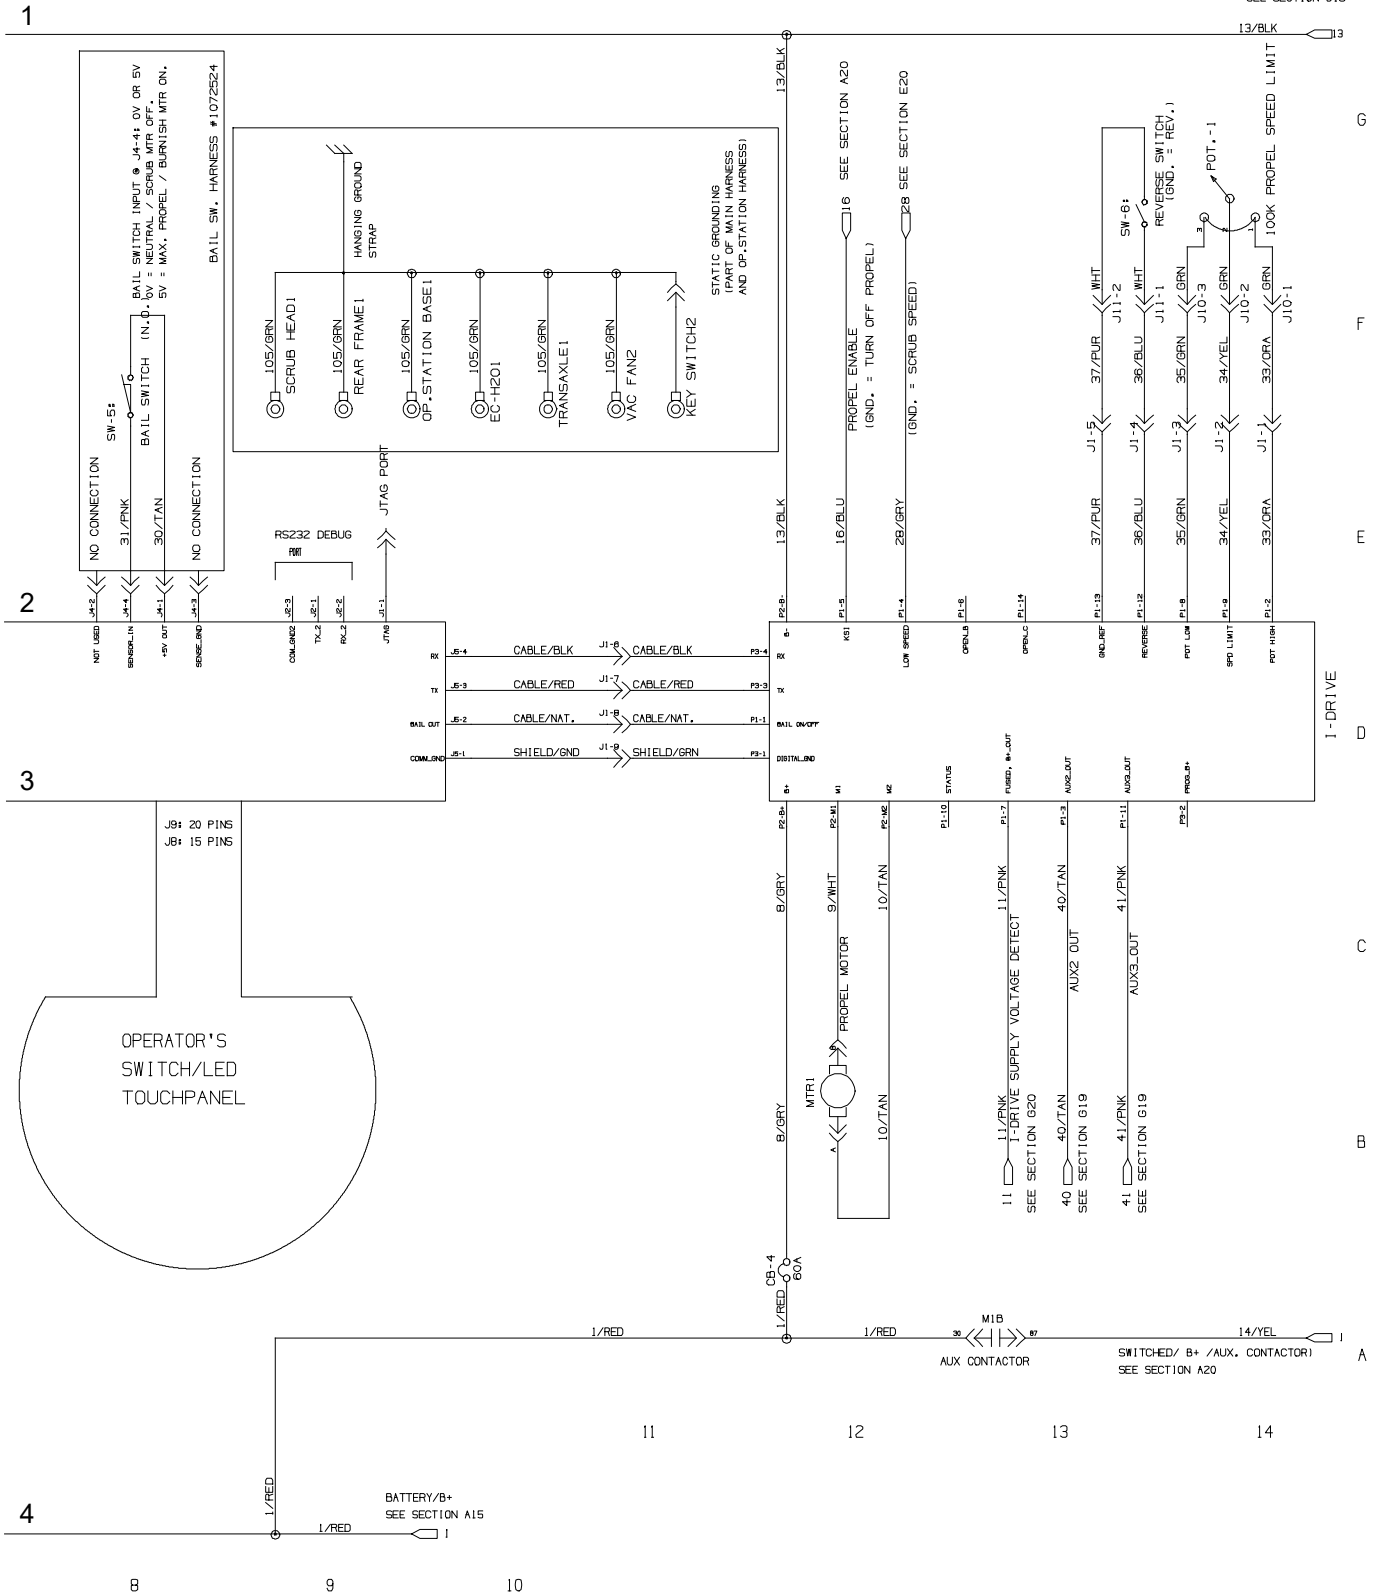 1
SEE SECTION D18
13/BLK
13
BAIL SWITCH INPUT @ J4-4: 0V OR 5V
0V = NEUTRAL / SCRUB MTR OFF.
5V = MAX. PROPEL / BURNISH MTR ON.
BAIL SW. HARNESS #1072524
SW-5:
BAIL SWITCH (N.O.)
NO CONNECTION
31/PNK
30/TAN
NO CONNECTION
HANGING GROUND
STRAP
STATIC GROUNDING
(PART OF MAIN HARNESS
AND OP.STATION HARNESS)
105/GRN
SCRUB HEAD1
105/GRN
REAR FRAME1
105/GRN
OP.STATION BASE1
105/GRN
EC-H2O1
105/GRN
TRANSAXLE1
105/GRN
VAC FAN2
KEY SWITCH2
13/BLK
13/BLK
16 SEE SECTION A20
PROPEL ENABLE
(GND. = TURN OFF PROPEL)
16/BLU
28 SEE SECTION E20
(GND. = SCRUB SPEED)
28/GRY
SW-6:
REVERSE SWITCH
(GND. = REV.)
POT.-1
100K PROPEL SPEED LIMIT
3
2
1
WHT
J11-2
WHT
J11-1
GRN
J10-3
GRN
J10-2
GRN
J10-1
37/PUR
36/BLU
35/GRN
34/YEL
33/ORA
J1-5
J1-4
J1-3
J1-2
J1-1
37/PUR
36/BLU
35/GRN
34/YEL
33/ORA
G
F
E
D
C
B
A
RS232 DEBUG
PORT
JTAG PORT
2
J4-2
J4-4
J4-1
J4-3
J2-3
J2-1
J2-2
J1-1
NOT USED
SENSOR_IN
+5V OUT
SENSE_GND
COM_GND2
TX_2
RX_2
JTAG
P2-B-
P1-5
P1-4
P1-6
P1-14
P1-13
P1-12
P1-8
P1-9
P1-2
B-
KSI
LOW SPEED
OPEN_B
OPEN_C
GND_REF
REVERSE
POT LOW
SPD LIMIT
POT HIGH
RX J5-4 CABLE/BLK J1-6 CABLE/BLK P3-4 RX
TX J5-3 CABLE/RED J1-7 CABLE/RED P3-3 TX
BAIL OUT J5-2 CABLE/NAT. J1-8 CABLE/NAT. P1-1 BAIL ON/OFF
COMM_GND J5-1 SHIELD/GND J1-9 SHIELD/GRN P3-1 DIGITAL_GND
I-DRIVE
3
B+
M1
M2
STATUS
FUSED, B+_OUT
AUX2_OUT
AUX3_OUT
PROG_B+
P2-B+
P2-M1
P2-M2
P1-10
P1-7
P1-3
P1-11
P3-2
J9: 20 PINS
J8: 15 PINS
OPERATOR'S
SWITCH/LED
TOUCHPANEL
8/GRY
9/WHT
10/TAN
11/PNK
40/TAN
41/PNK
PROPEL MOTOR
B
MTR1
A
8/GRY
10/TAN
11/PNK
I-DRIVE SUPPLY VOLTAGE DETECT
11
SEE SECTION G20
AUX2 OUT
40/TAN
40
SEE SECTION G19
AUX3_OUT
41/PNK
41
SEE SECTION G19
CB-4
60A
1/RED
1/RED
1/RED
30
M1B
87
AUX CONTACTOR
14/YEL
1
SWITCHED/ B+ /AUX. CONTACTOR)
SEE SECTION A20
11
12
13
14
1/RED
BATTERY/B+
SEE SECTION A15
4
1/RED
1
8
9
10